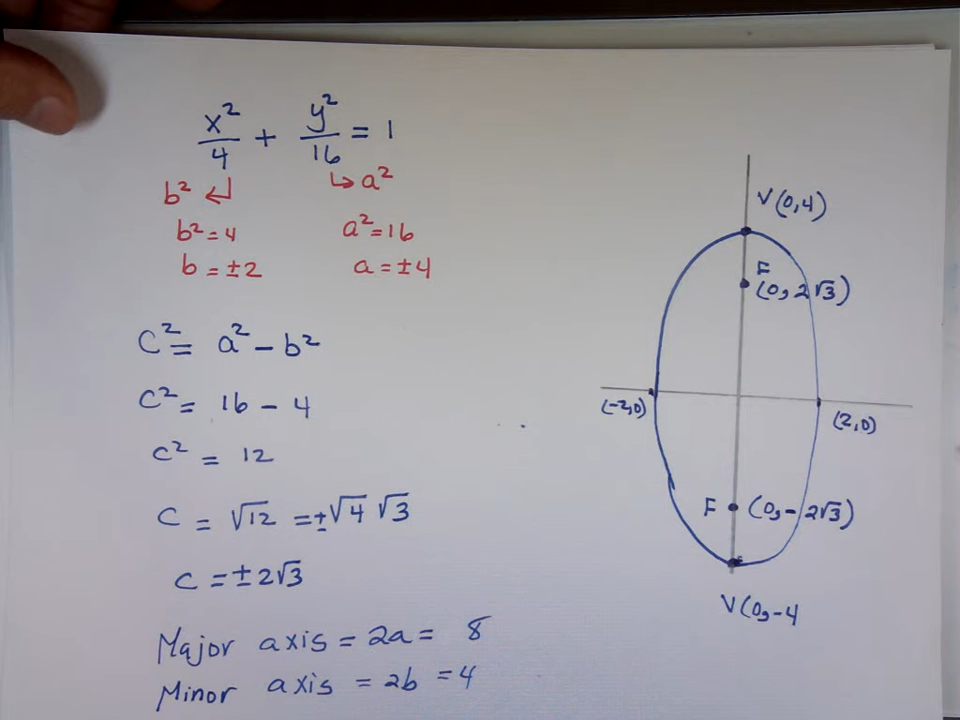 x²/4 + y²/16 = 1
b² ↲ ↳ a²
b² = 4 a² = 16
b = ±2 a = ±4
C² = a² − b²
C² = 16 − 4
c² = 12
C = √12 = ±√4 √3
C = ±2√3
Major axis = 2a = 8
Minor axis = 2b = 4
V(0,4)
F
(0, 2√3)
(-2,0)
(2,0)
F (0, -2√3)
V(0,-4